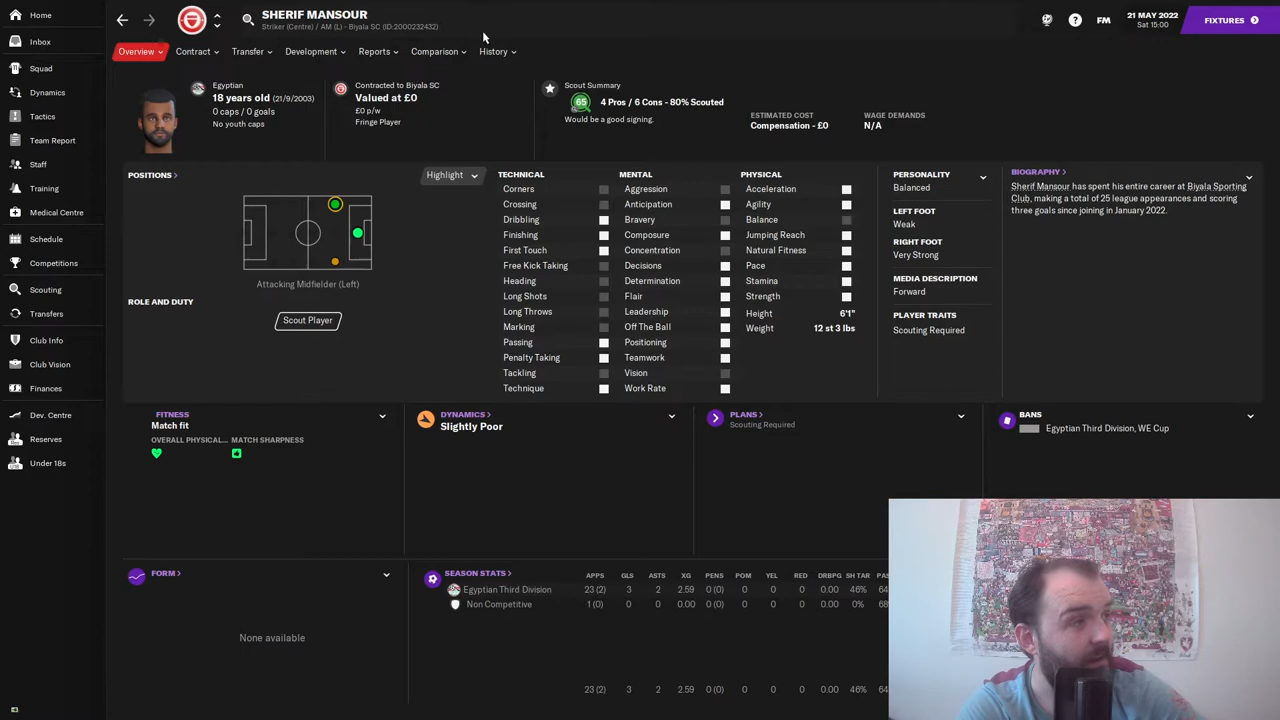 SHERIF MANSOUR
Striker (Centre) / AM (L) - Biyala SC (ID:2000232432)
FM
21 MAY 2022
Sat 15:00
FIXTURES
Home
Inbox
Squad
Dynamics
Tactics
Team Report
Staff
Training
Medical Centre
Schedule
Competitions
Scouting
Transfers
Club Info
Club Vision
Finances
Dev. Centre
Reserves
Under 18s
Overview
Contract
Transfer
Development
Reports
Comparison
History
Egyptian
18 years old (21/9/2003)
0 caps / 0 goals
No youth caps
Contracted to Biyala SC
Valued at £0
£0 p/w
Fringe Player
Scout Summary
65
4 Pros / 6 Cons - 80% Scouted
Would be a good signing.
ESTIMATED COST
Compensation - £0
WAGE DEMANDS
N/A
POSITIONS
Highlight
Attacking Midfielder (Left)
ROLE AND DUTY
Scout Player
TECHNICAL
Corners
Crossing
Dribbling
Finishing
First Touch
Free Kick Taking
Heading
Long Shots
Long Throws
Marking
Passing
Penalty Taking
Tackling
Technique
MENTAL
Aggression
Anticipation
Bravery
Composure
Concentration
Decisions
Determination
Flair
Leadership
Off The Ball
Positioning
Teamwork
Vision
Work Rate
PHYSICAL
Acceleration
Agility
Balance
Jumping Reach
Natural Fitness
Pace
Stamina
Strength
Height 6'1"
Weight 12 st 3 lbs
PERSONALITY
Balanced
LEFT FOOT
Weak
RIGHT FOOT
Very Strong
MEDIA DESCRIPTION
Forward
PLAYER TRAITS
Scouting Required
BIOGRAPHY
Sherif Mansour has spent his entire career at Biyala Sporting
Club, making a total of 25 league appearances and scoring
three goals since joining in January 2022.
FITNESS
Match fit
OVERALL PHYSICAL... MATCH SHARPNESS
DYNAMICS
Slightly Poor
PLANS
Scouting Required
BANS
Egyptian Third Division, WE Cup
FORM
None available
SEASON STATS APPS GLS ASTS XG PENS POM YEL RED DRBPG SH TAR PAS
Egyptian Third Division 23 (2) 3 2 2.59 0 (0) 0 0 0 0.00 46% 64
Non Competitive 1 (0) 0 0 0.00 0 (0) 0 0 0 0.00 0% 68
23 (2) 3 2 2.59 0 (0) 0 0 0 0.00 46% 64